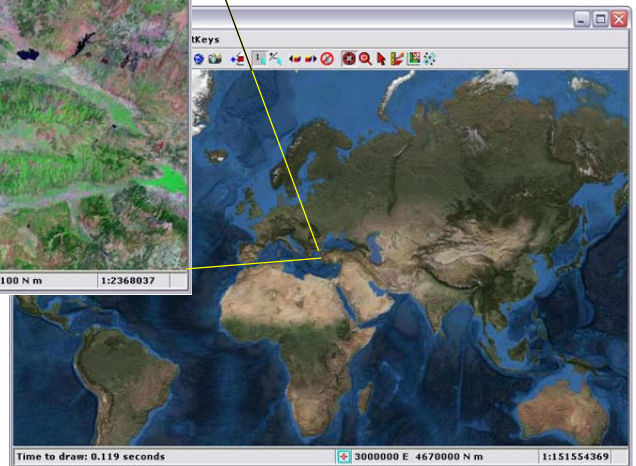 tKeys
100 N m 1:2368037
Time to draw: 0.119 seconds 3000000 E 4670000 N m 1:151554369